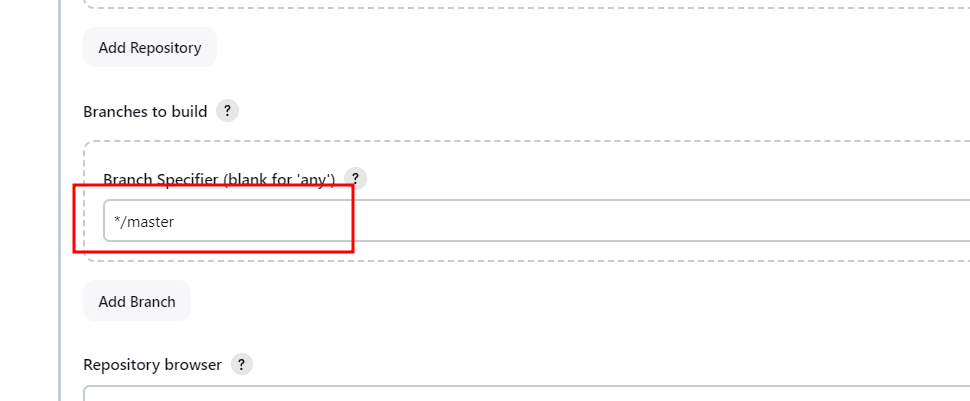 Add Repository
Branches to build ?
Branch Specifier (blank for 'any') ?
*/master
Add Branch
Repository browser ?